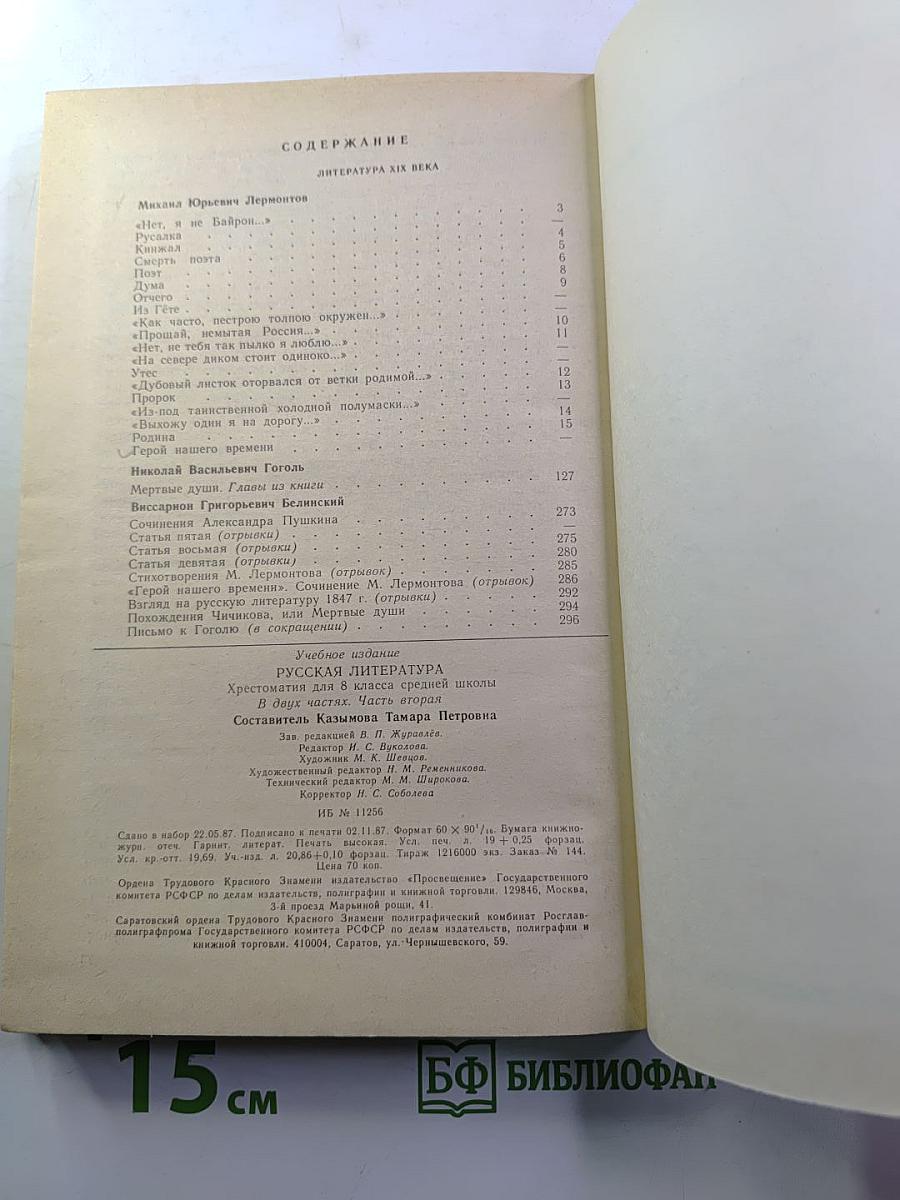 СОДЕРЖАНИЕ
ЛИТЕРАТУРА XIX ВЕКА
Михаил Юрьевич Лермонтов
«Нет, я не Байрон...» . . . 3
Русалка . . . —
Кинжал . . . 4
Смерть поэта . . . 5
Поэт . . . 6
Дума . . . 8
Отчего . . . 9
Из Гёте . . . —
«Как часто, пестрою толпою окружен...» . . . —
«Прощай, немытая Россия...» . . . 10
«Нет, не тебя так пылко я люблю...» . . . 11
«На севере диком стоит одиноко...» . . . —
Утес . . . —
«Дубовый листок оторвался от ветки родимой...» . . . 12
Пророк . . . 13
«Из-под таинственной холодной полумаски...» . . . —
«Выхожу один я на дорогу...» . . . 14
Родина . . . 15
Герой нашего времени . . . —
Николай Васильевич Гоголь
Мертвые души. Главы из книги . . . 127
Виссарион Григорьевич Белинский
Сочинения Александра Пушкина . . . 273
Статья пятая (отрывки) . . . —
Статья восьмая (отрывки) . . . 275
Статья девятая (отрывки) . . . 280
Стихотворения М. Лермонтова (отрывок) . . . 285
«Герой нашего времени». Сочинение М. Лермонтова (отрывок) 286
Взгляд на русскую литературу 1847 г. (отрывки) . . . 292
Похождения Чичикова, или Мертвые души . . . 294
Письмо к Гоголю (в сокращении) . . . 296
Учебное издание
РУССКАЯ ЛИТЕРАТУРА
Хрестоматия для 8 класса средней школы
В двух частях. Часть вторая
Составитель Казымова Тамара Петровна
Зав. редакцией В. П. Журавлёв.
Редактор И. С. Вуколова.
Художник М. К. Шевцов.
Художественный редактор Н. М. Ременникова.
Технический редактор М. М. Широкова.
Корректор Н. С. Соболева
ИБ № 11256
Сдано в набор 22.05.87. Подписано к печати 02.11.87. Формат 60 × 90¹/₁₆. Бумага книжно-
журн. отеч. Гарнит. литерат. Печать высокая. Усл. печ. л. 19 + 0,25 форзац.
Усл. кр.-отт. 19,69. Уч.-изд. л. 20,86+0,10 форзац. Тираж 1216000 экз. Заказ № 144.
Цена 70 коп.
Ордена Трудового Красного Знамени издательство «Просвещение» Государственного
комитета РСФСР по делам издательств, полиграфии и книжной торговли. 129846, Москва,
3-й проезд Марьиной рощи, 41.
Саратовский ордена Трудового Красного Знамени полиграфический комбинат Росглав-
полиграфпрома Государственного комитета РСФСР по делам издательств, полиграфии и
книжной торговли. 410004, Саратов, ул. Чернышевского, 59.
15 см
БФ БИБЛИОФАН